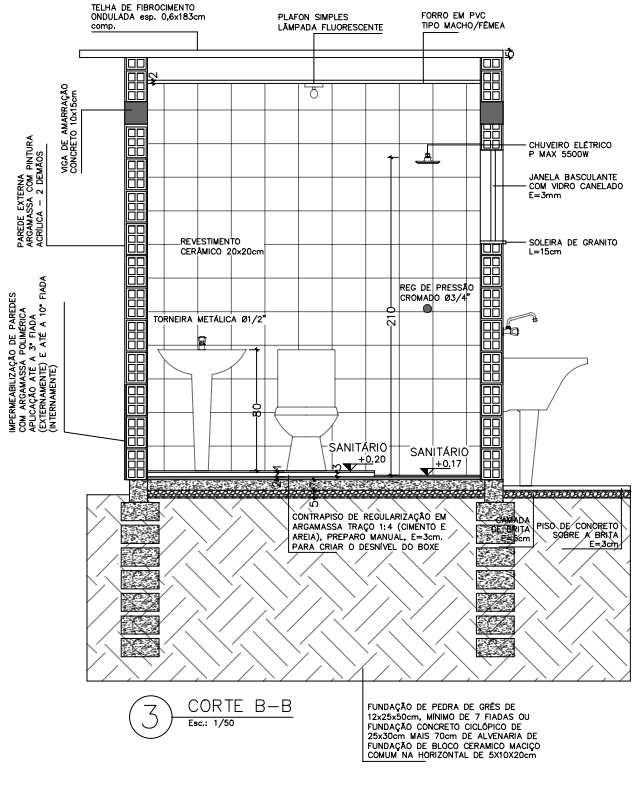 TELHA DE FIBROCIMENTO
ONDULADA esp. 0,6x183cm
comp.
PLAFON SIMPLES
LÂMPADA FLUORESCENTE
FORRO EM PVC
TIPO MACHO/FÊMEA
5
2
VIGA DE AMARRAÇÃO
CONCRETO 10x15cm
PAREDE EXTERNA
ARGAMASSA COM PINTURA
ACRÍLICA - 2 DEMÃOS
CHUVEIRO ELÉTRICO
P MAX 5500W
JANELA BASCULANTE
COM VIDRO CANELADO
E=3mm
REVESTIMENTO
CERÂMICO 20x20cm
SOLEIRA DE GRANITO
L=15cm
REG DE PRESSÃO
CROMADO Ø3/4"
210
TORNEIRA METÁLICA Ø1/2"
IMPERMEABILIZAÇÃO DE PAREDES
COM ARGAMASSA POLIMÉRICA
APLICAÇÃO ATÉ A 3ª FIADA
(EXTERNAMENTE) E ATÉ A 10ª FIADA
(INTERNAMENTE)
80
SANITÁRIO
+0.20
SANITÁRIO
+0.17
3
5
CONTRAPISO DE REGULARIZAÇÃO EM
ARGAMASSA TRAÇO 1:4 (CIMENTO E
AREIA), PREPARO MANUAL, E=3cm.
PARA CRIAR O DESNÍVEL DO BOXE
CAMADA
DE BRITA
E=5cm
PISO DE CONCRETO
SOBRE A BRITA
E=3cm
3
CORTE B-B
Esc.: 1/50
FUNDAÇÃO DE PEDRA DE GRÊS DE
12x25x50cm, MÍNIMO DE 7 FIADAS OU
FUNDAÇÃO CONCRETO CICLÓPICO DE
25x30cm MAIS 70cm DE ALVENARIA DE
FUNDAÇÃO DE BLOCO CERAMICO MACIÇO
COMUM NA HORIZONTAL DE 5X10X20cm